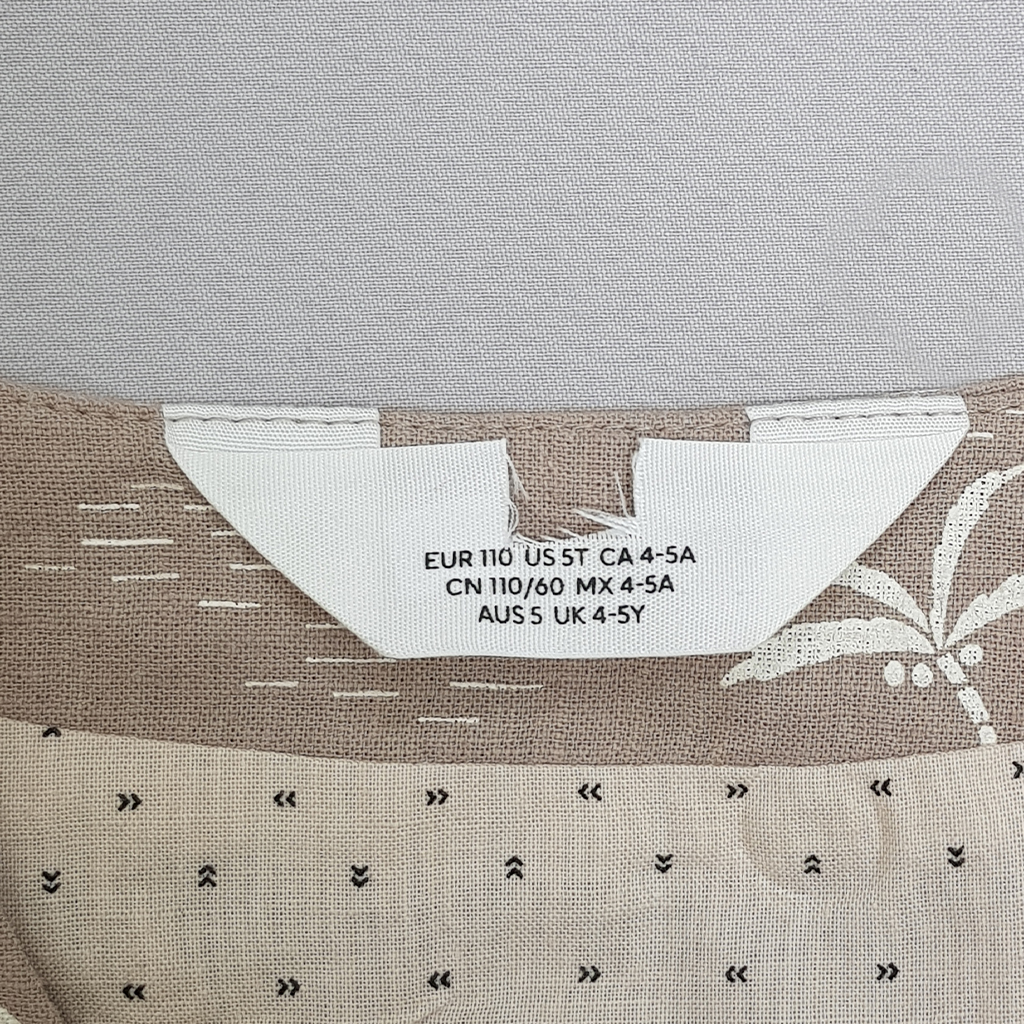 EUR 110 US 5T CA 4-5A
CN 110/60 MX 4-5A
AUS 5 UK 4-5Y